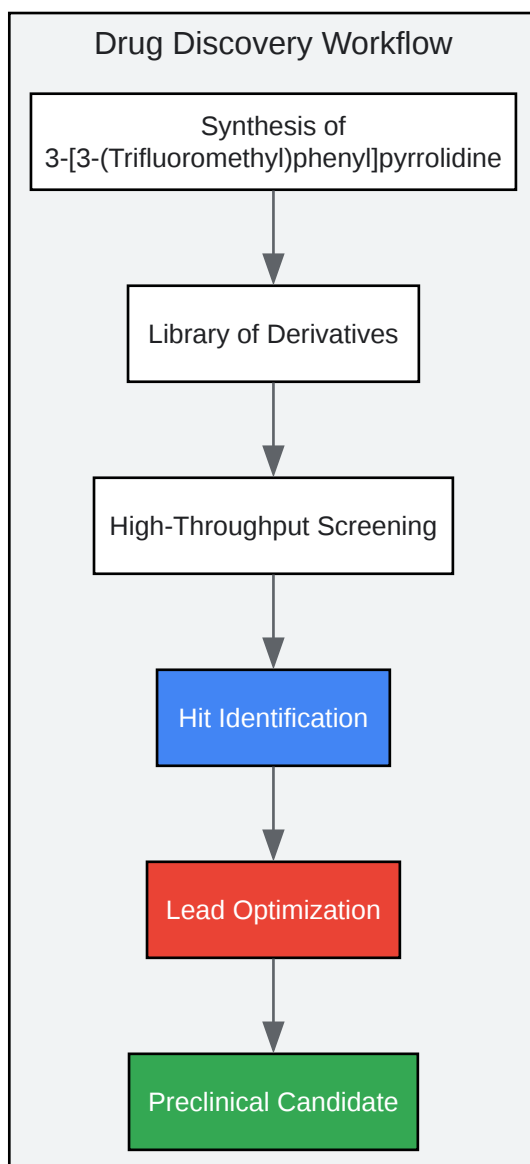 Drug Discovery Workflow
Synthesis of
3-[3-(Trifluoromethyl)phenyl]pyrrolidine
Library of Derivatives
High-Throughput Screening
Hit Identification
Lead Optimization
Preclinical Candidate